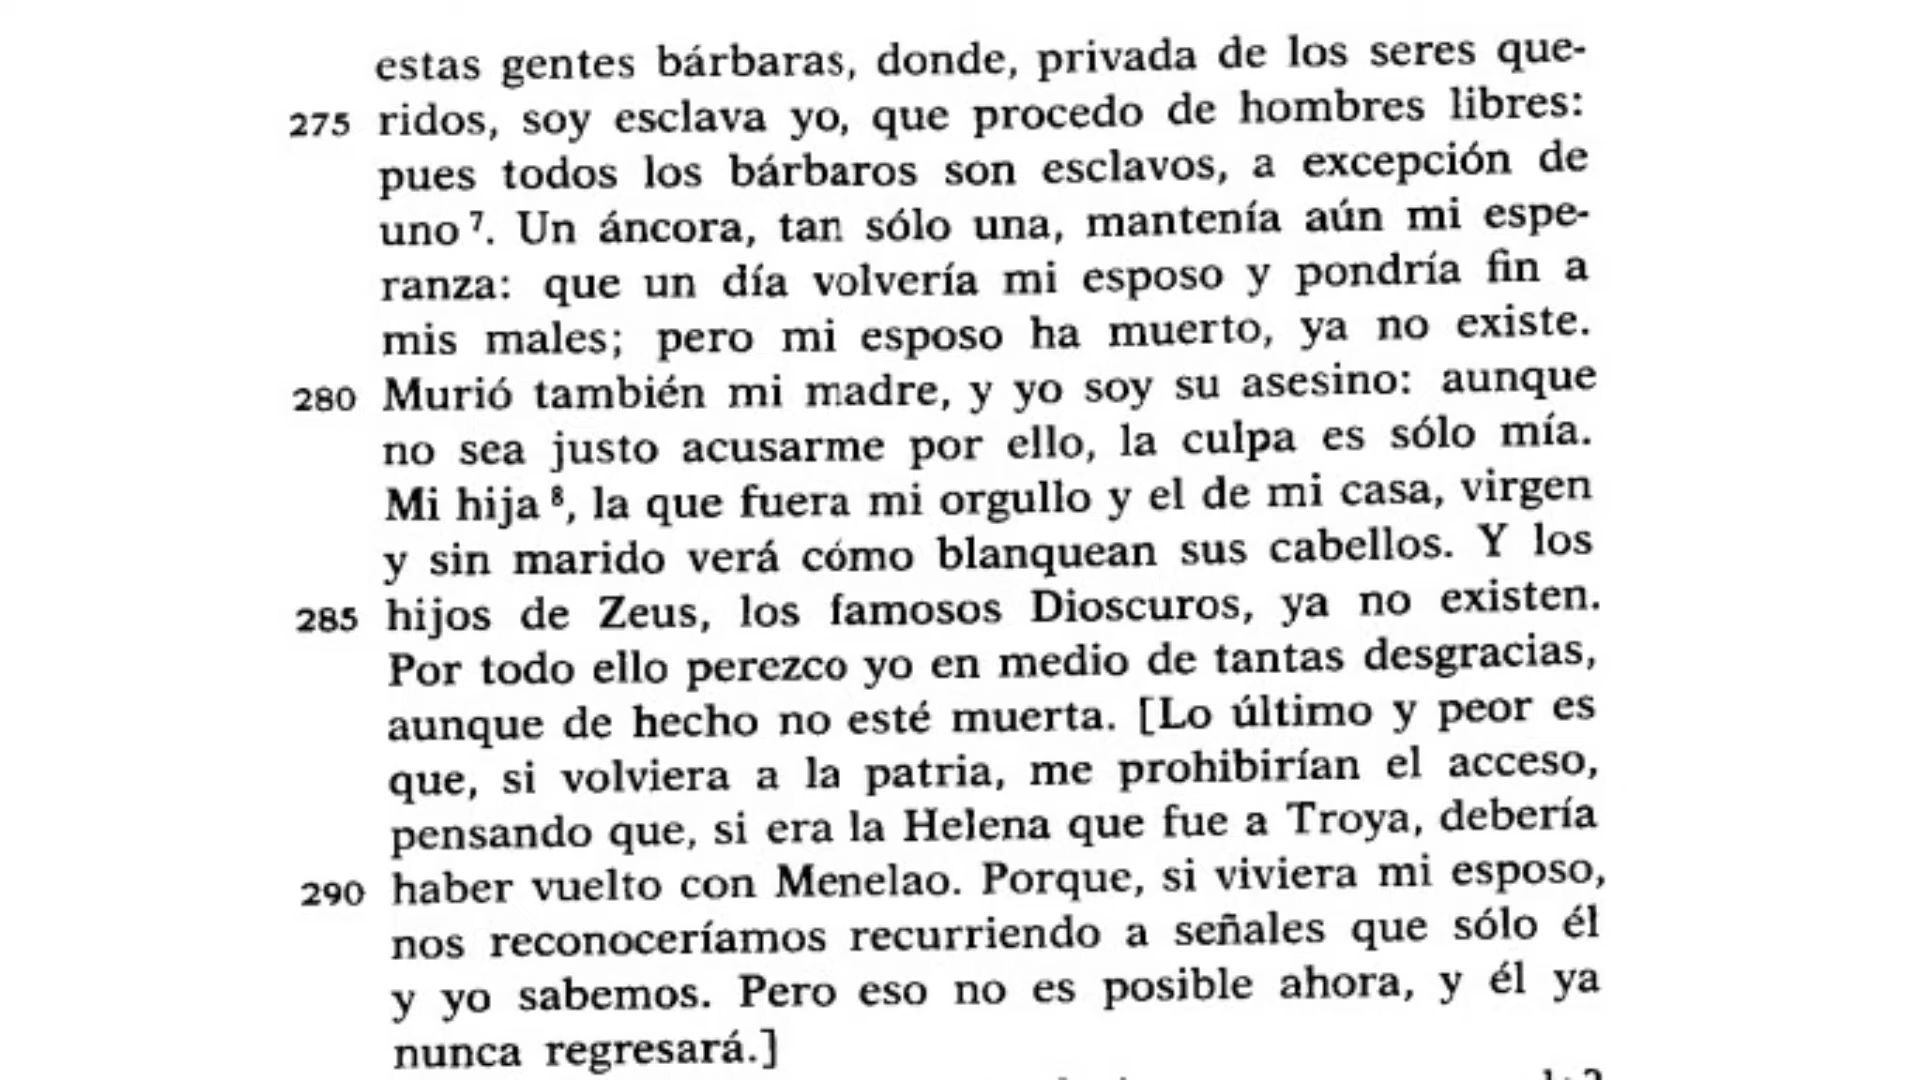 estas gentes bárbaras, donde, privada de los seres que-
275 ridos, soy esclava yo, que procedo de hombres libres:
pues todos los bárbaros son esclavos, a excepción de
uno 7. Un áncora, tan sólo una, mantenía aún mi espe-
ranza: que un día volvería mi esposo y pondría fin a
mis males; pero mi esposo ha muerto, ya no existe.
280 Murió también mi madre, y yo soy su asesino: aunque
no sea justo acusarme por ello, la culpa es sólo mía.
Mi hija 8, la que fuera mi orgullo y el de mi casa, virgen
y sin marido verá cómo blanquean sus cabellos. Y los
285 hijos de Zeus, los famosos Dioscuros, ya no existen.
Por todo ello perezco yo en medio de tantas desgracias,
aunque de hecho no esté muerta. [Lo último y peor es
que, si volviera a la patria, me prohibirían el acceso,
pensando que, si era la Helena que fue a Troya, debería
290 haber vuelto con Menelao. Porque, si viviera mi esposo,
nos reconoceríamos recurriendo a señales que sólo él
y yo sabemos. Pero eso no es posible ahora, y él ya
nunca regresará.]